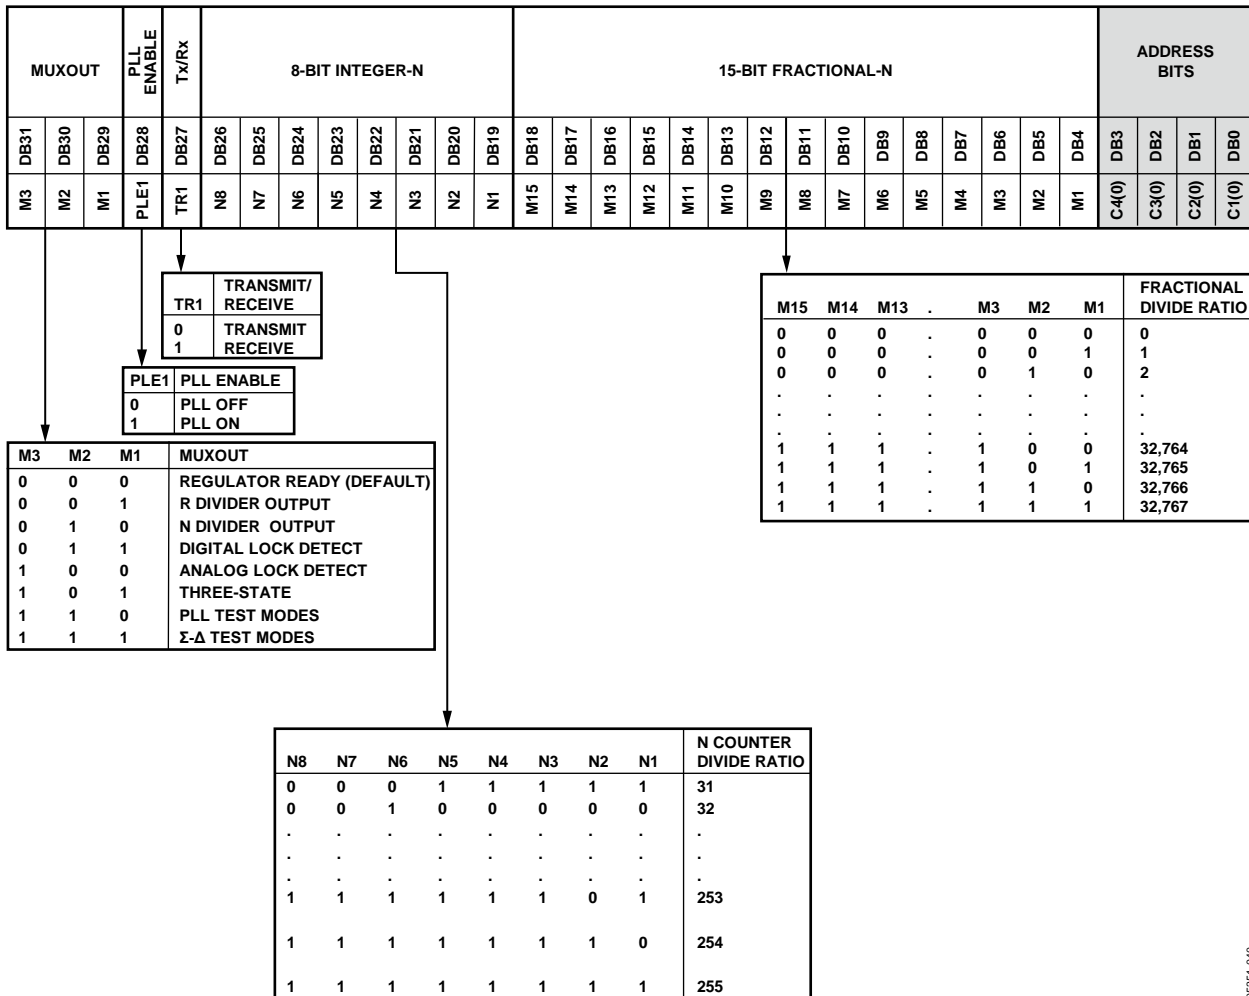 MUXOUT PLL ENABLE Tx/Rx 8-BIT INTEGER-N 15-BIT FRACTIONAL-N ADDRESS BITS
DB31 DB30 DB29 DB28 DB27 DB26 DB25 DB24 DB23 DB22 DB21 DB20 DB19 DB18 DB17 DB16 DB15 DB14 DB13 DB12 DB11 DB10 DB9 DB8 DB7 DB6 DB5 DB4 DB3 DB2 DB1 DB0
M3 M2 M1 PLE1 TR1 N8 N7 N6 N5 N4 N3 N2 N1 M15 M14 M13 M12 M11 M10 M9 M8 M7 M6 M5 M4 M3 M2 M1 C4(0) C3(0) C2(0) C1(0)
TR1 TRANSMIT/ RECEIVE
0 TRANSMIT
1 RECEIVE
PLE1 PLL ENABLE
0 PLL OFF
1 PLL ON
M3 M2 M1 MUXOUT
0 0 0 REGULATOR READY (DEFAULT)
0 0 1 R DIVIDER OUTPUT
0 1 0 N DIVIDER OUTPUT
0 1 1 DIGITAL LOCK DETECT
1 0 0 ANALOG LOCK DETECT
1 0 1 THREE-STATE
1 1 0 PLL TEST MODES
1 1 1 Σ-Δ TEST MODES
M15 M14 M13 . M3 M2 M1 FRACTIONAL DIVIDE RATIO
0 0 0 . 0 0 0 0
0 0 0 . 0 0 1 1
0 0 0 . 0 1 0 2
. . . . . . . .
. . . . . . . .
. . . . . . . .
1 1 1 . 1 0 0 32,764
1 1 1 . 1 0 1 32,765
1 1 1 . 1 1 0 32,766
1 1 1 . 1 1 1 32,767
N8 N7 N6 N5 N4 N3 N2 N1 N COUNTER DIVIDE RATIO
0 0 0 1 1 1 1 1 31
0 0 1 0 0 0 0 0 32
. . . . . . . . .
. . . . . . . . .
. . . . . . . . .
1 1 1 1 1 1 0 1 253
1 1 1 1 1 1 1 0 254
1 1 1 1 1 1 1 1 255